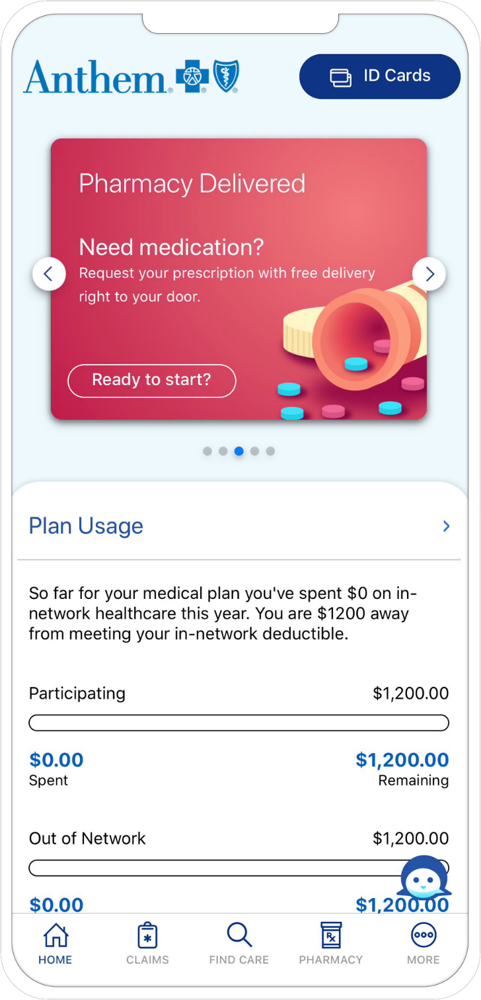 Anthem
ID Cards
Pharmacy Delivered
Need medication?
Request your prescription with free delivery
right to your door.
Ready to start?
Plan Usage
So far for your medical plan you've spent $0 on in-
network healthcare this year. You are $1200 away
from meeting your in-network deductible.
Participating $1,200.00
$0.00 $1,200.00
Spent Remaining
Out of Network $1,200.00
$0.00 $1,200.00
HOME CLAIMS FIND CARE PHARMACY MORE